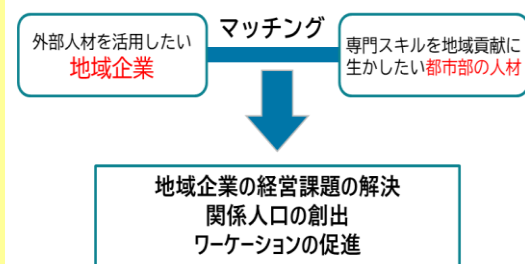 外部人材を活用したい
地域企業
マッチング
専門スキルを地域貢献に
生かしたい都市部の人材
地域企業の経営課題の解決
関係人口の創出
ワーケーションの促進